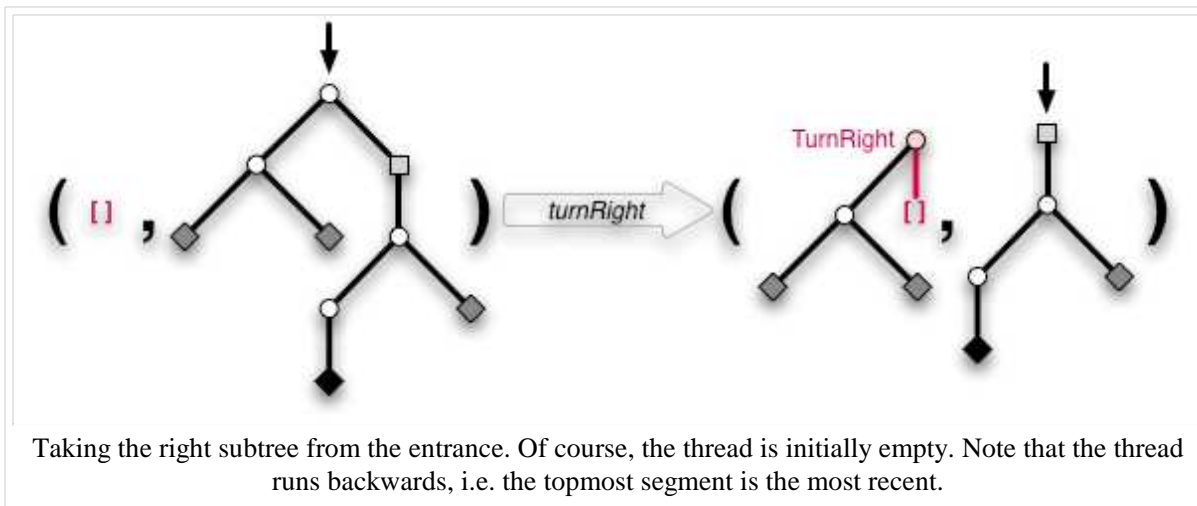 ( [ ] , ) turnRight ( TurnRight [ ] , )
Taking the right subtree from the entrance. Of course, the thread is initially empty. Note that the thread
runs backwards, i.e. the topmost segment is the most recent.